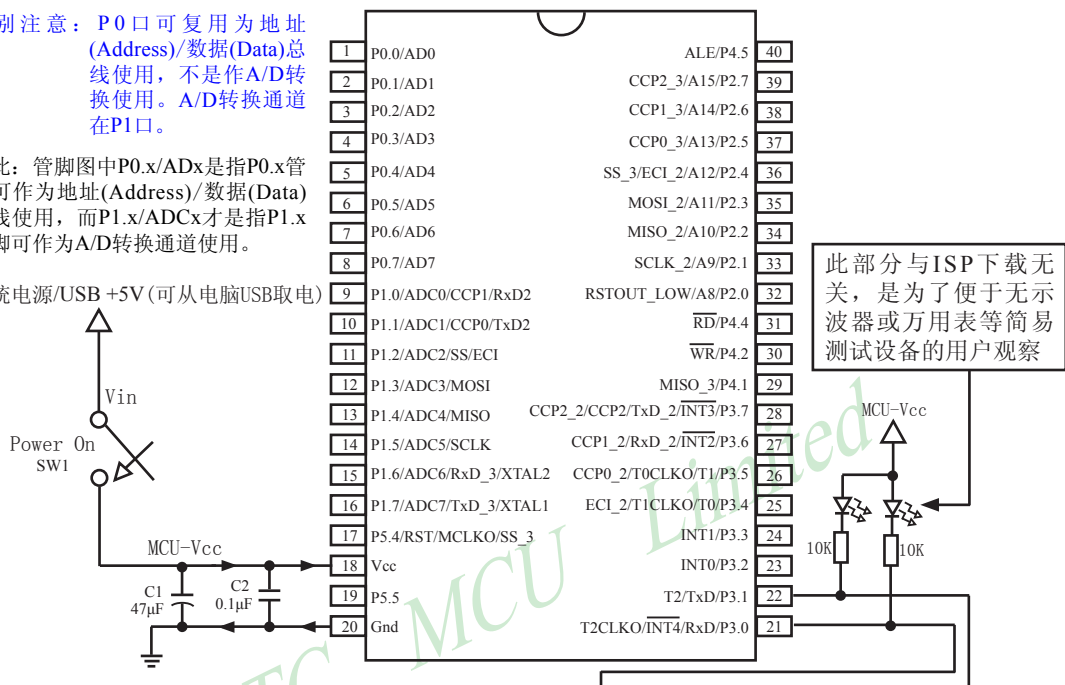 别注意：P0口可复用为地址
(Address)/数据(Data)总
线使用，不是作A/D转
换使用。A/D转换通道
在P1口。
管脚图中P0.x/ADx是指P0.x管
可作为地址(Address)/数据(Data)
线使用，而P1.x/ADCx才是指P1.x
脚可作为A/D转换通道使用。
统电源/USB +5V(可从电脑USB取电)
Vin
Power On
SW1
MCU-Vcc
C1
47μF
C2
0.1μF
1 P0.0/AD0
2 P0.1/AD1
3 P0.2/AD2
4 P0.3/AD3
5 P0.4/AD4
6 P0.5/AD5
7 P0.6/AD6
8 P0.7/AD7
9 P1.0/ADC0/CCP1/RxD2
10 P1.1/ADC1/CCP0/TxD2
11 P1.2/ADC2/SS/ECI
12 P1.3/ADC3/MOSI
13 P1.4/ADC4/MISO
14 P1.5/ADC5/SCLK
15 P1.6/ADC6/RxD_3/XTAL2
16 P1.7/ADC7/TxD_3/XTAL1
17 P5.4/RST/MCLKO/SS_3
18 Vcc
19 P5.5
20 Gnd
ALE/P4.5 40
CCP2_3/A15/P2.7 39
CCP1_3/A14/P2.6 38
CCP0_3/A13/P2.5 37
SS_3/ECI_2/A12/P2.4 36
MOSI_2/A11/P2.3 35
MISO_2/A10/P2.2 34
SCLK_2/A9/P2.1 33
RSTOUT_LOW/A8/P2.0 32
RD/P4.4 31
WR/P4.2 30
MISO_3/P4.1 29
CCP2_2/CCP2/TxD_2/INT3/P3.7 28
CCP1_2/RxD_2/INT2/P3.6 27
CCP0_2/T0CLKO/T1/P3.5 26
ECI_2/T1CLKO/T0/P3.4 25
INT1/P3.3 24
INT0/P3.2 23
T2/TxD/P3.1 22
T2CLKO/INT4/RxD/P3.0 21
此部分与ISP下载无
关，是为了便于无示
波器或万用表等简易
测试设备的用户观察
MCU-Vcc
10K
10K
MCU Limited